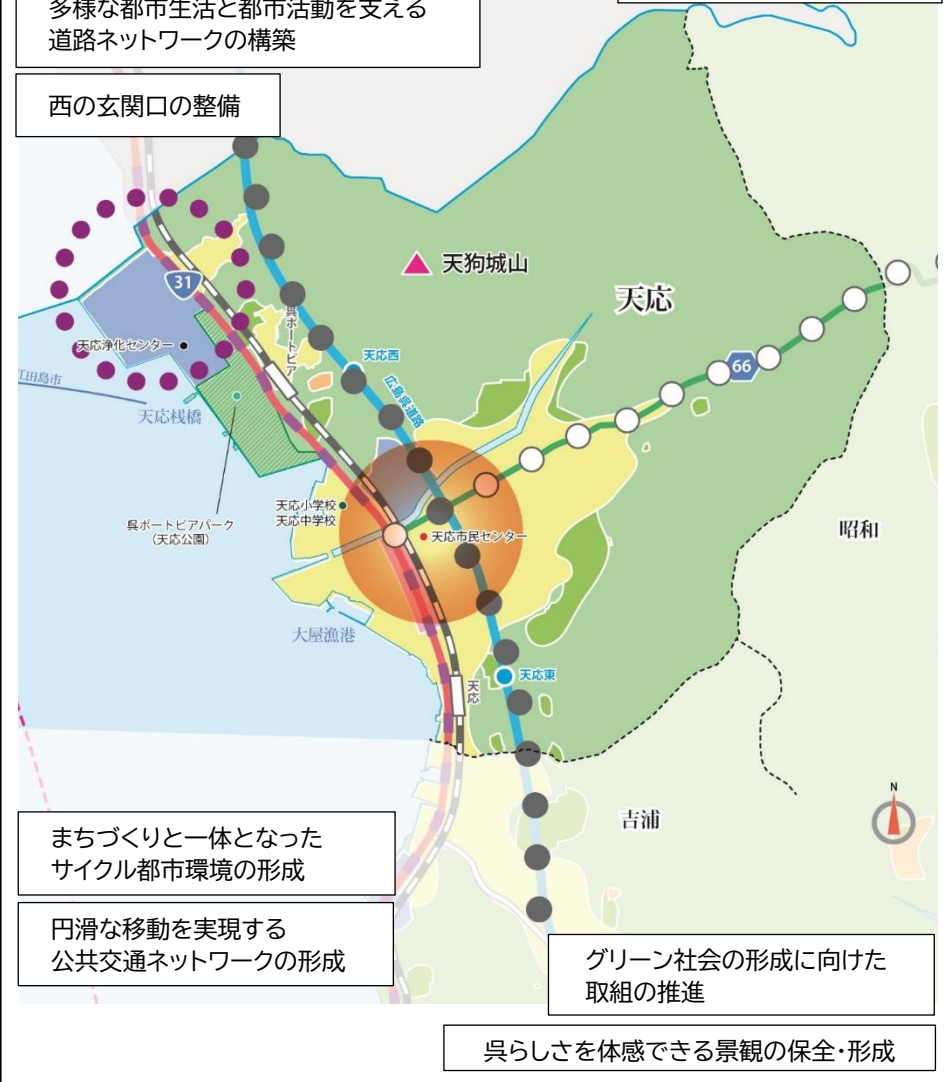 多様な都市生活と都市活動を支える
道路ネットワークの構築
西の玄関口の整備
天狗城山
天応
31
呉ポートピア
天応浄化センター
天応西
66
江田島市
広島呉道路
天応桟橋
天応小学校
天応中学校
呉ポートピアパーク
(天応公園)
天応市民センター
昭和
大屋漁港
天応東
天応
N
吉浦
まちづくりと一体となった
サイクル都市環境の形成
円滑な移動を実現する
公共交通ネットワークの形成
グリーン社会の形成に向けた
取組の推進
呉らしさを体感できる景観の保全・形成